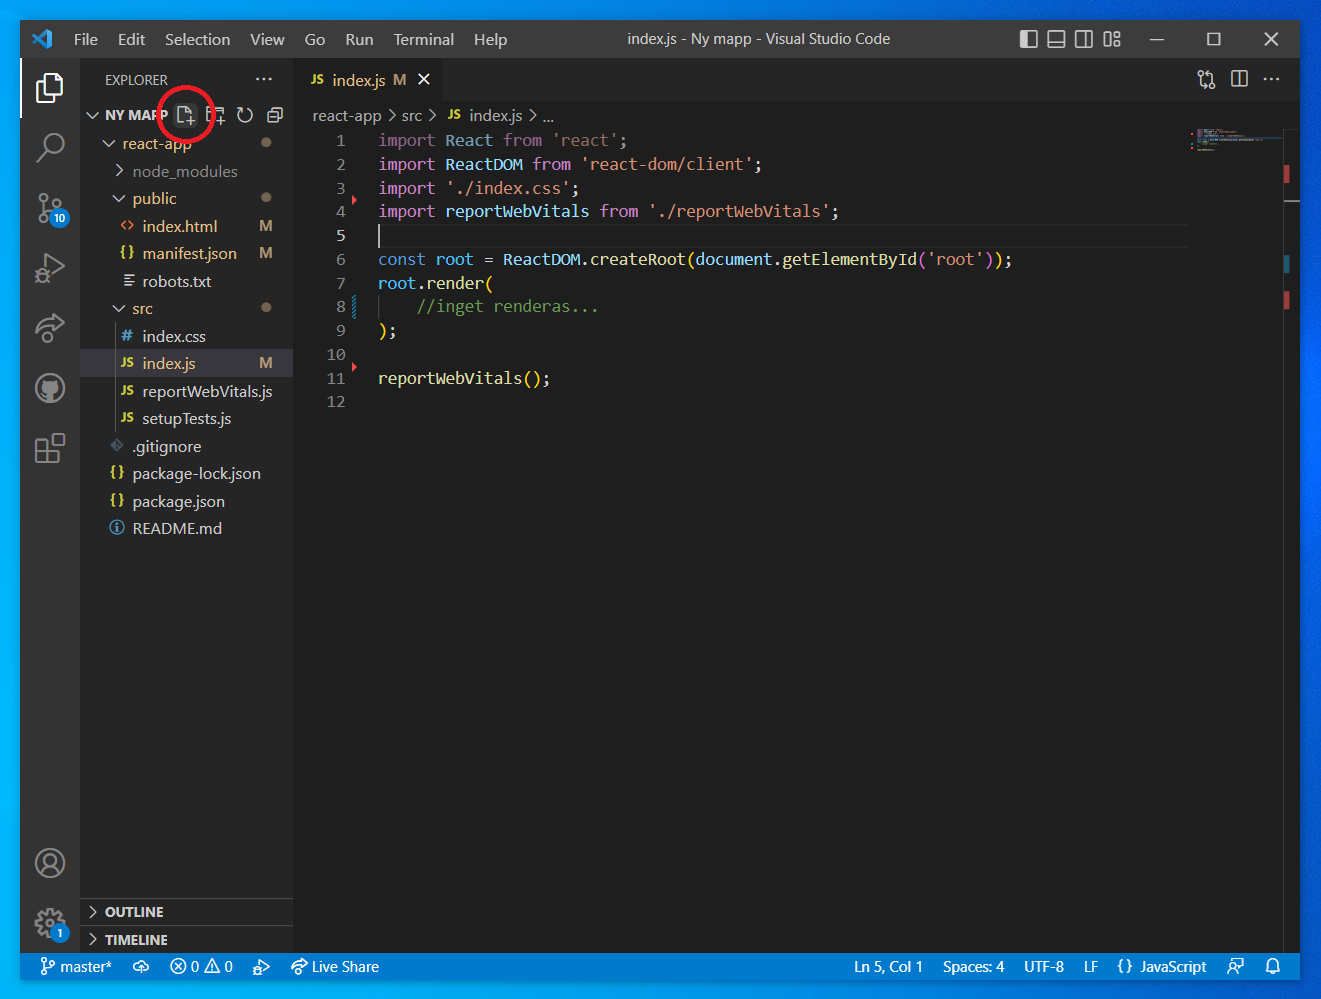 File Edit Selection View Go Run Terminal Help
index.js - Ny mapp - Visual Studio Code
EXPLORER
NY MAPP
react-app
node_modules
public
index.html M
manifest.json M
robots.txt
src
# index.css
JS index.js M
JS reportWebVitals.js
JS setupTests.js
.gitignore
{} package-lock.json
{} package.json
README.md
OUTLINE
TIMELINE
10
1
JS index.js M
react-app > src > JS index.js > ...
1 import React from 'react';
2 import ReactDOM from 'react-dom/client';
3 import './index.css';
4 import reportWebVitals from './reportWebVitals';
5
6 const root = ReactDOM.createRoot(document.getElementById('root'));
7 root.render(
8 //inget renderas...
9 );
10
11 reportWebVitals();
12
master* 0 0 Live Share
Ln 5, Col 1 Spaces: 4 UTF-8 LF {} JavaScript